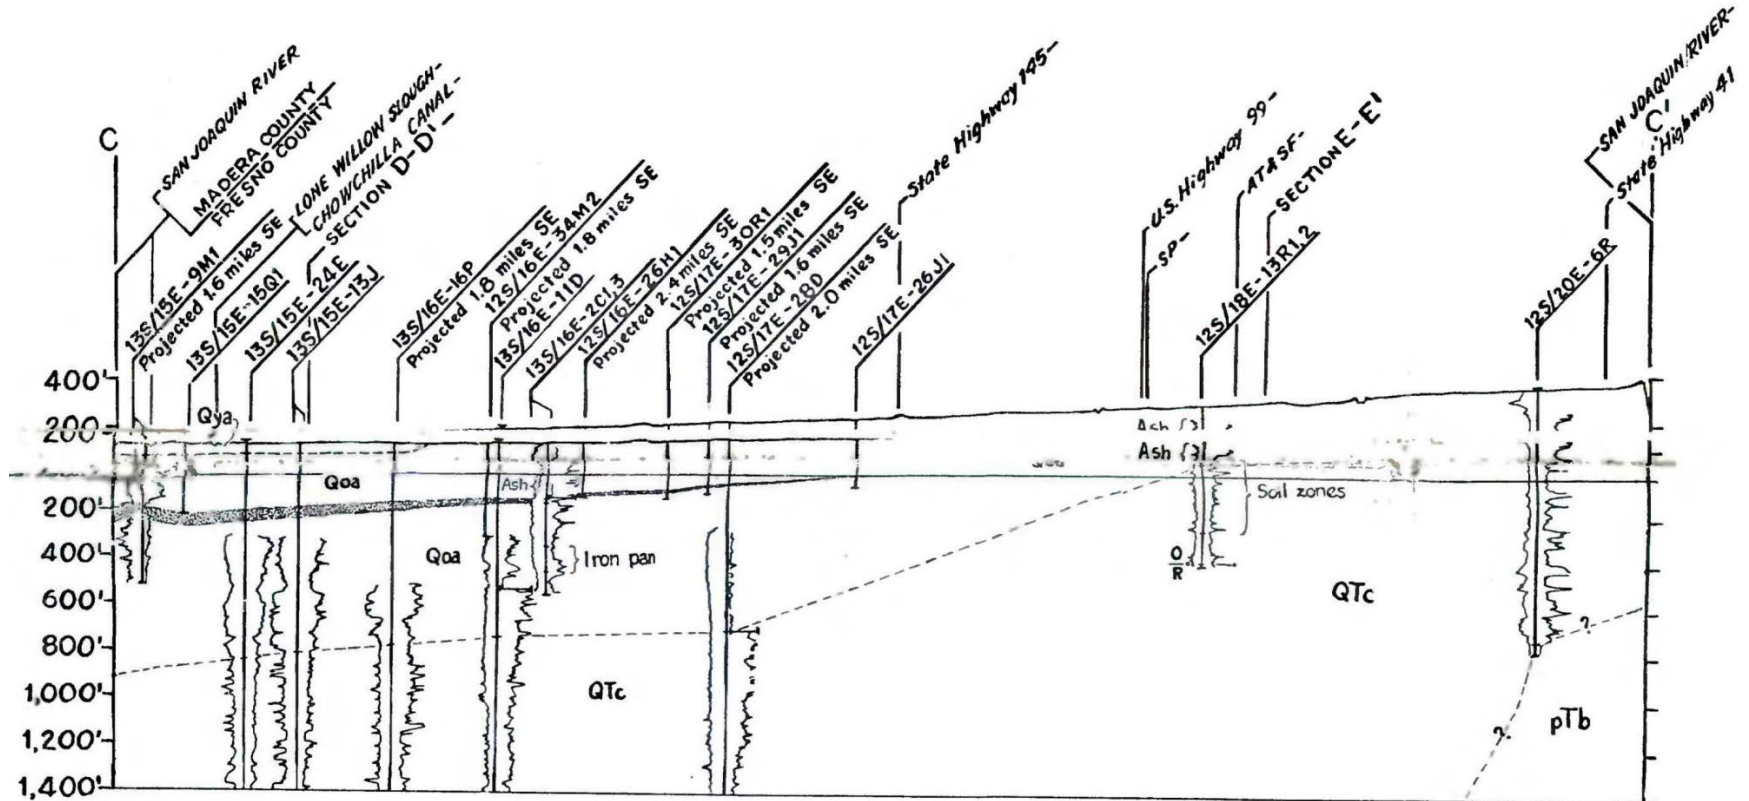 C
SAN JOAQUIN RIVER
MADERA COUNTY
FRESNO COUNTY
13S/15E-9M1
Projected 1.6 miles SE
LONE WILLOW SLOUGH-
CHOWCHILLA CANAL-
13S/15E-15Q1
SECTION D-D'-
13S/15E-24E
13S/15E-13J
13S/16E-16P
Projected 1.8 miles SE
12S/16E-34M2
Projected 1.8 miles SE
13S/16E-11D
13S/16E-2C1,3
12S/16E-26H1
Projected 2.4 miles SE
12S/17E-30R1
Projected 1.5 miles SE
12S/17E-29J1
Projected 1.6 miles SE
12S/17E-28D
Projected 2.0 miles SE
12S/17E-26J1
State Highway 145-
U.S. Highway 99-
SP-
AT&SF-
SECTION E-E'
12S/18E-13R1,2
12S/20E-6R
SAN JOAQUIN RIVER-
C'
State Highway 41
400'
200'
200'
400'
600'
800'
1,000'
1,200'
1,400'
Qya
Qoa
Ash
Ash
Ash
Soil zones
Qoa
Iron pan
O
R
QTc
QTc
?
?
pTb